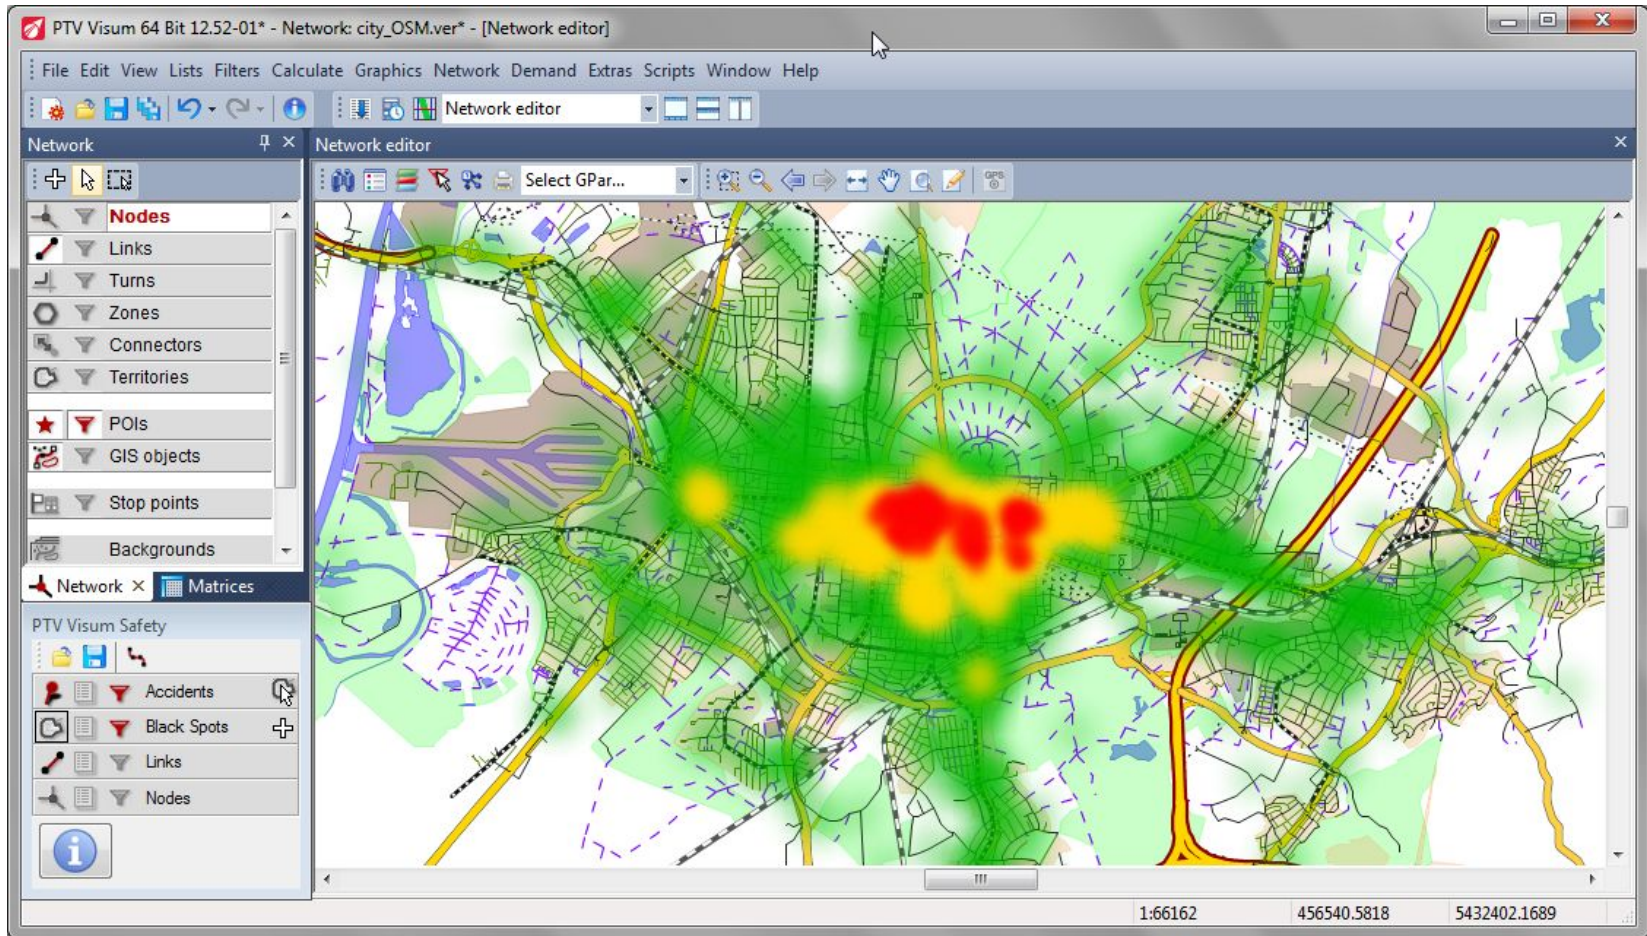 PTV Visum 64 Bit 12.52-01* - Network: city_OSM.ver* - [Network editor]
File Edit View Lists Filters Calculate Graphics Network Demand Extras Scripts Window Help
Network editor
Network
Network editor
Select GPar...
GPS
Nodes
Links
Turns
Zones
Connectors
Territories
POIs
GIS objects
Stop points
Backgrounds
Network
Matrices
PTV Visum Safety
Accidents
Black Spots
Links
Nodes
1:66162
456540.5818
5432402.1689